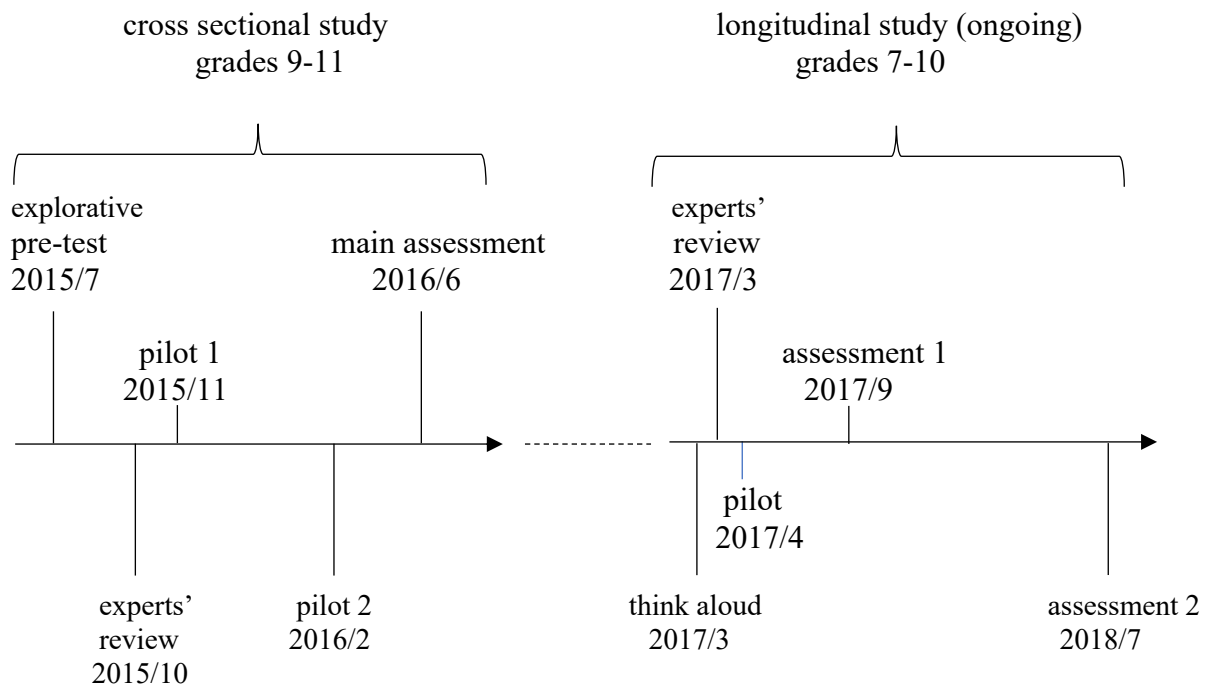 cross sectional study
grades 9-11
longitudinal study (ongoing)
grades 7-10
explorative
pre-test
2015/7
main assessment
2016/6
experts’
review
2017/3
pilot 1
2015/11
assessment 1
2017/9
pilot
2017/4
experts’
review
2015/10
pilot 2
2016/2
think aloud
2017/3
assessment 2
2018/7